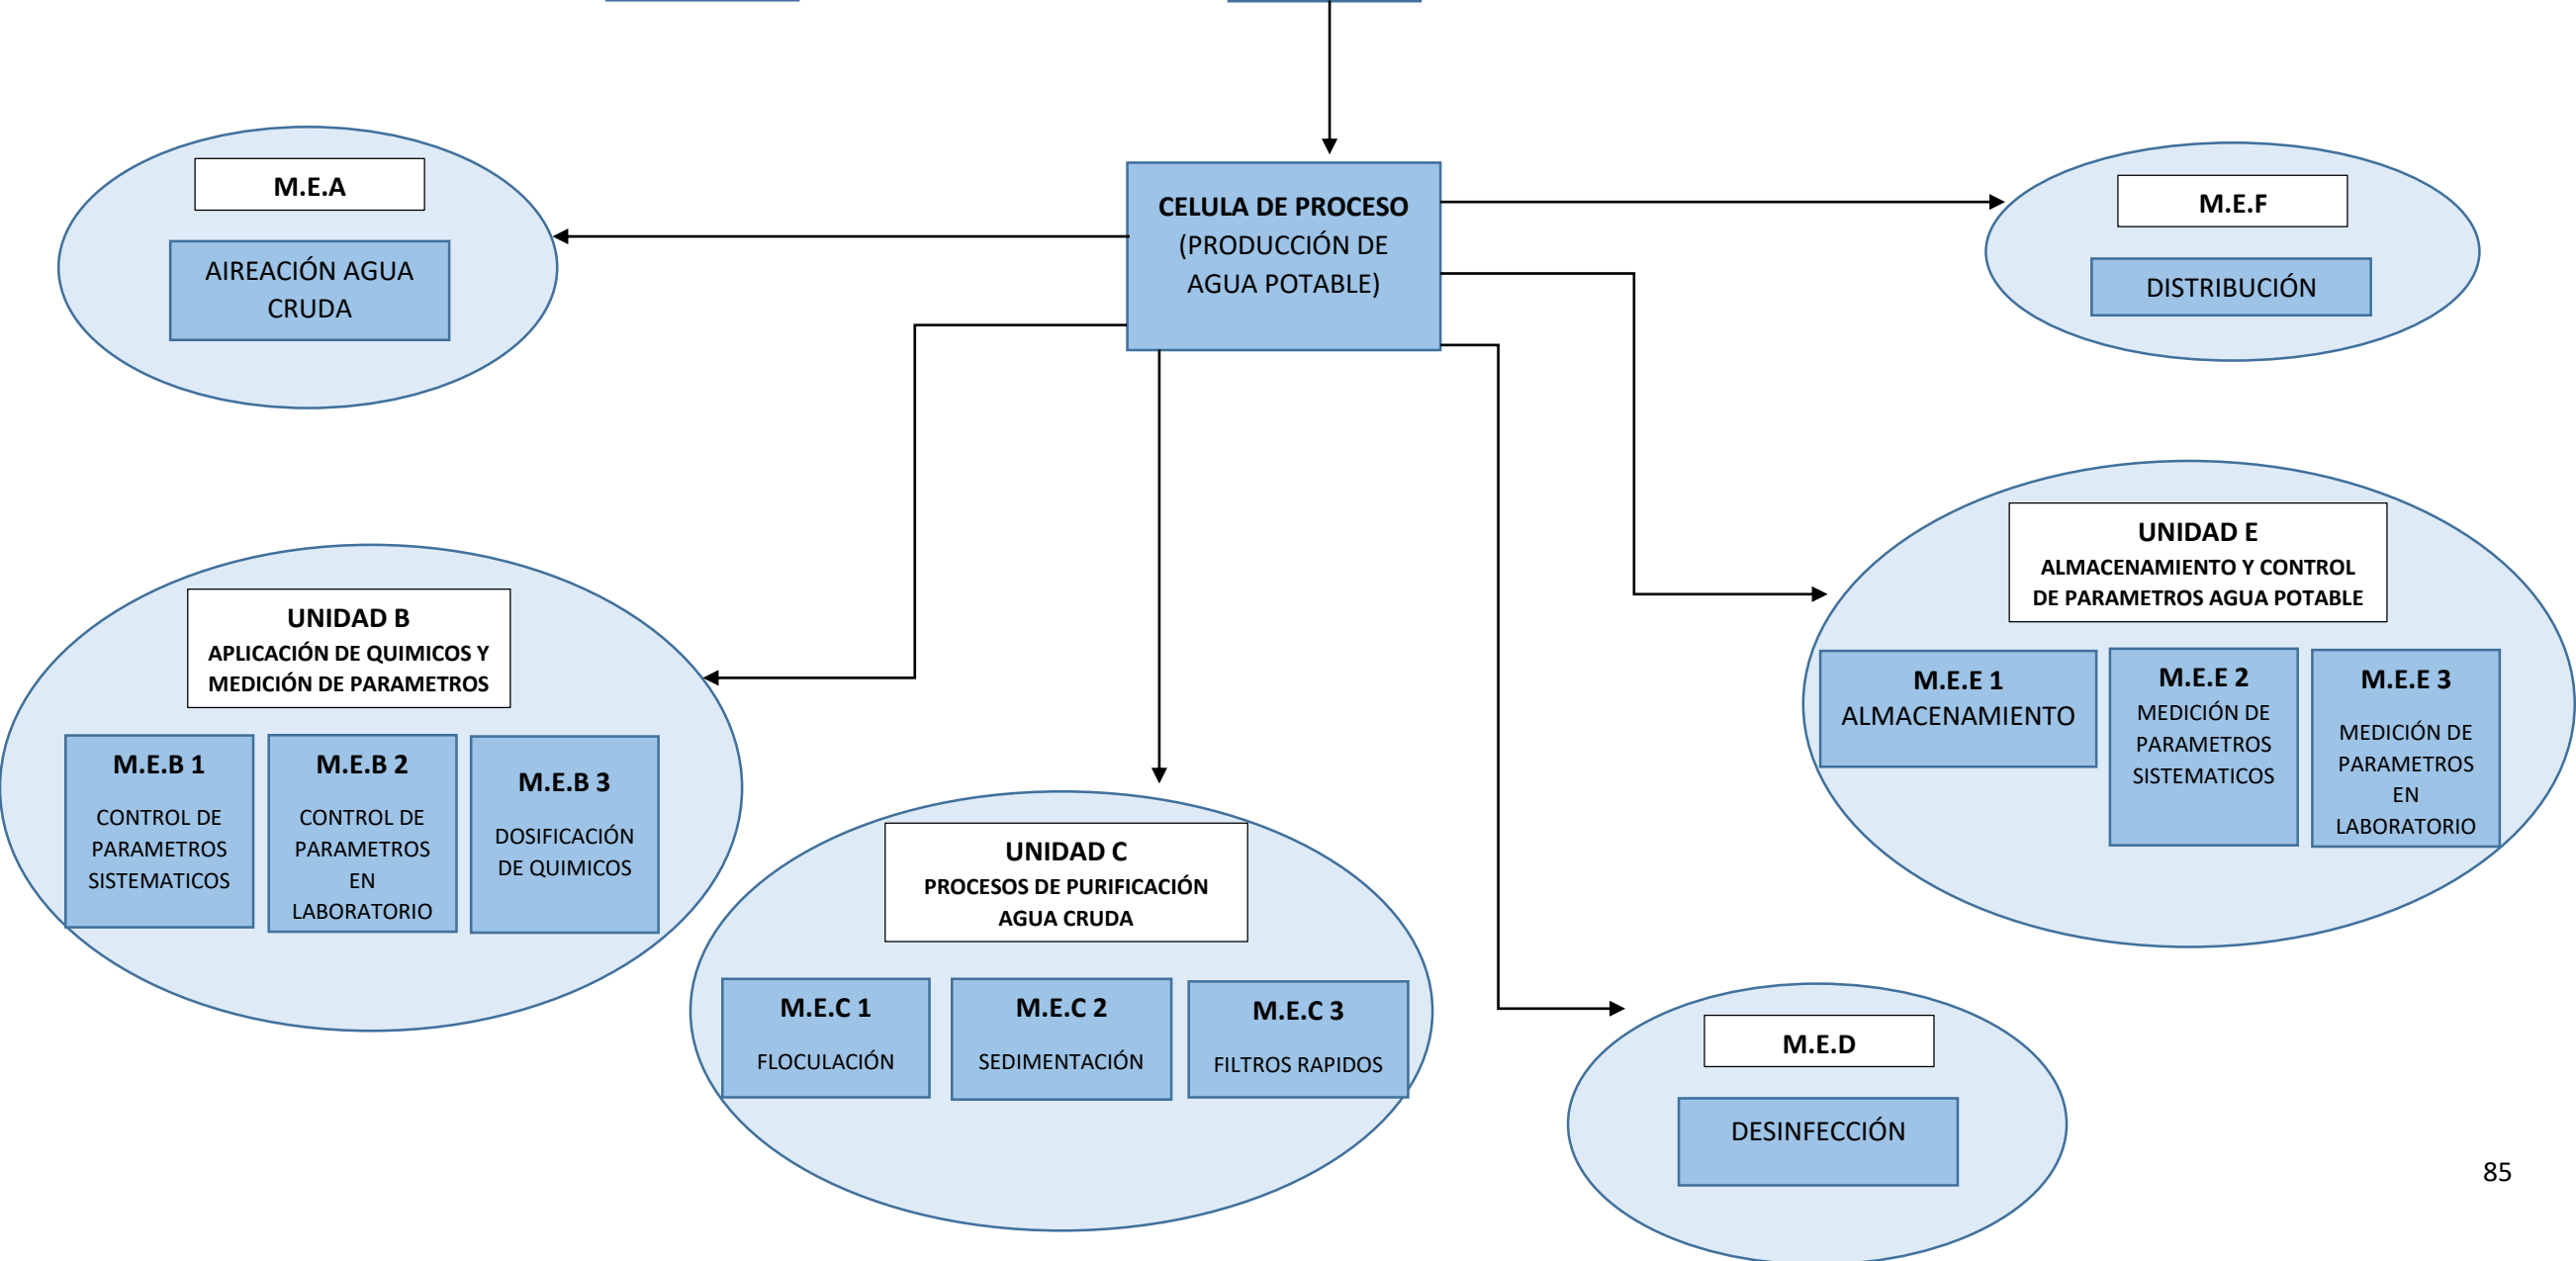 M.E.A
AIREACIÓN AGUA
CRUDA
CELULA DE PROCESO
(PRODUCCIÓN DE
AGUA POTABLE)
M.E.F
DISTRIBUCIÓN
UNIDAD B
APLICACIÓN DE QUIMICOS Y
MEDICIÓN DE PARAMETROS
M.E.B 1
CONTROL DE
PARAMETROS
SISTEMATICOS
M.E.B 2
CONTROL DE
PARAMETROS
EN
LABORATORIO
M.E.B 3
DOSIFICACIÓN
DE QUIMICOS
UNIDAD C
PROCESOS DE PURIFICACIÓN
AGUA CRUDA
M.E.C 1
FLOCULACIÓN
M.E.C 2
SEDIMENTACIÓN
M.E.C 3
FILTROS RAPIDOS
UNIDAD E
ALMACENAMIENTO Y CONTROL
DE PARAMETROS AGUA POTABLE
M.E.E 1
ALMACENAMIENTO
M.E.E 2
MEDICIÓN DE
PARAMETROS
SISTEMATICOS
M.E.E 3
MEDICIÓN DE
PARAMETROS
EN
LABORATORIO
M.E.D
DESINFECCIÓN
85